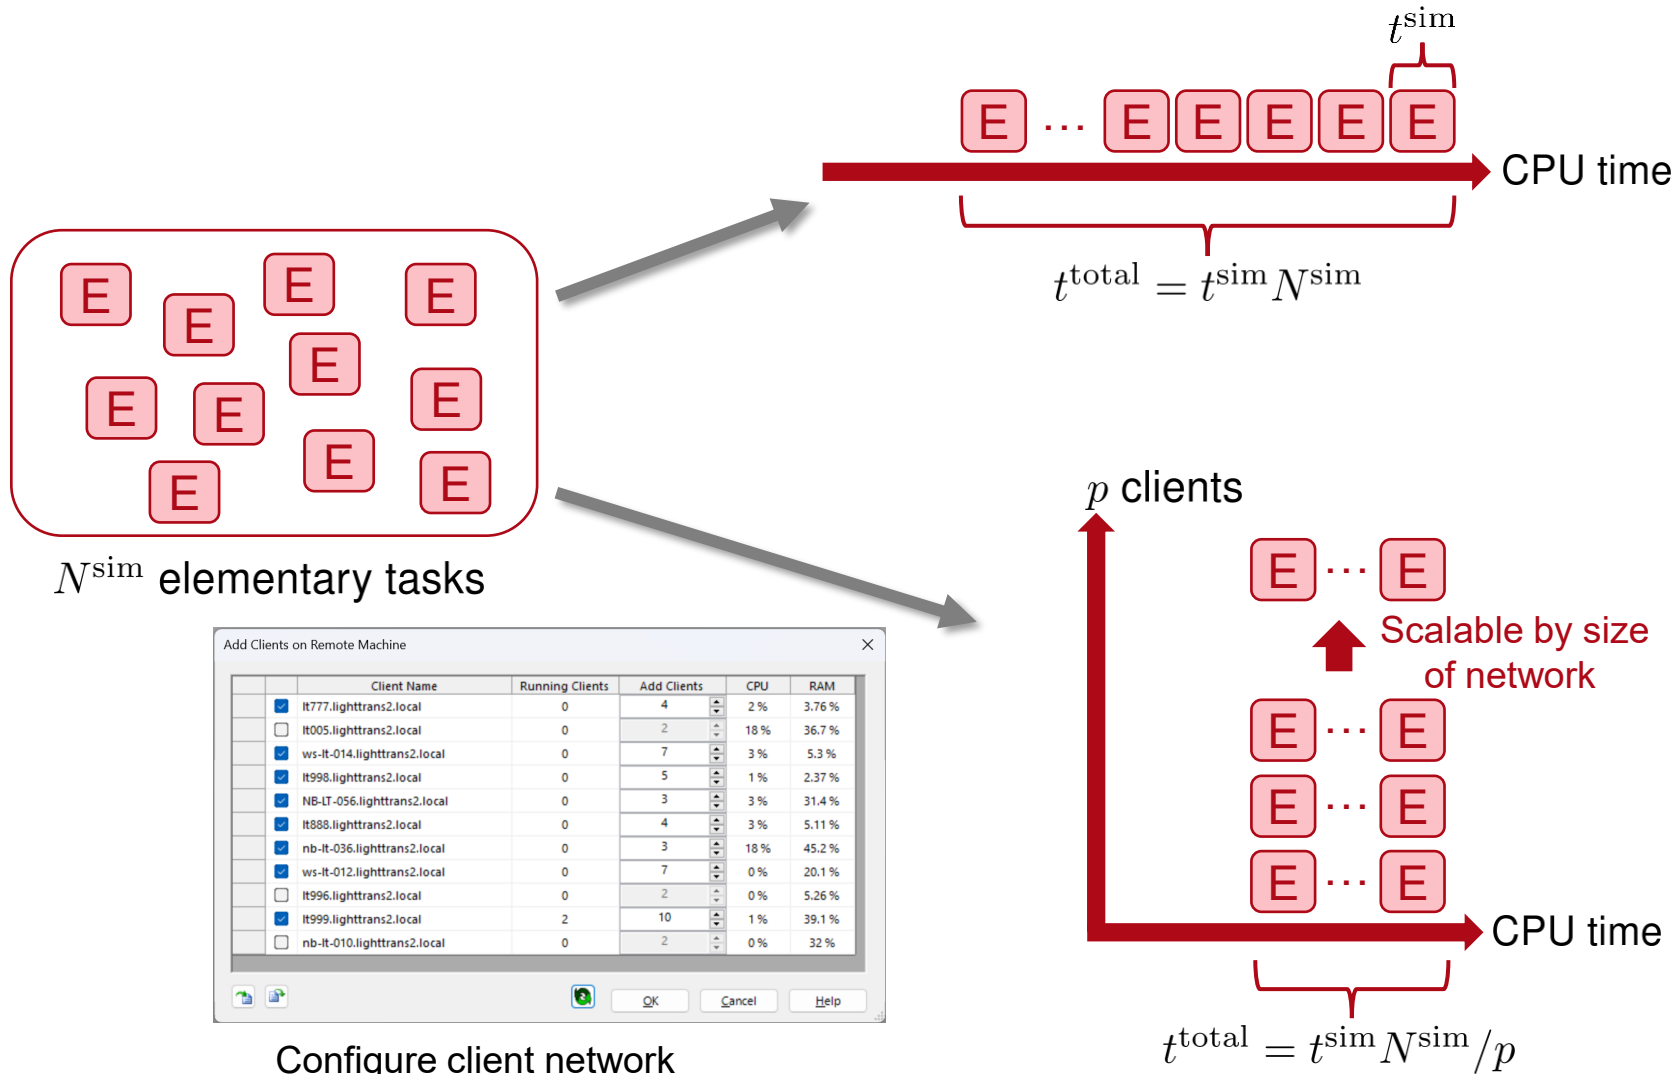 t^sim
E ... E E E E E
CPU time
t^total = t^sim N^sim
E E E E
E E E
E E E
E E
N^sim elementary tasks
p clients
E ... E
Scalable by size
of network
E ... E
E ... E
E ... E
CPU time
t^total = t^sim N^sim / p
Add Clients on Remote Machine
Client Name Running Clients Add Clients CPU RAM
lt777.lighttrans2.local 0 4 2 % 3.76 %
lt005.lighttrans2.local 0 2 18 % 36.7 %
ws-lt-014.lighttrans2.local 0 7 3 % 5.3 %
lt998.lighttrans2.local 0 5 1 % 2.37 %
NB-LT-056.lighttrans2.local 0 3 3 % 31.4 %
lt888.lighttrans2.local 0 4 3 % 5.11 %
nb-lt-036.lighttrans2.local 0 3 18 % 45.2 %
ws-lt-012.lighttrans2.local 0 7 0 % 20.1 %
lt996.lighttrans2.local 0 2 0 % 5.26 %
lt999.lighttrans2.local 2 10 1 % 39.1 %
nb-lt-010.lighttrans2.local 0 2 0 % 32 %
OK Cancel Help
Configure client network